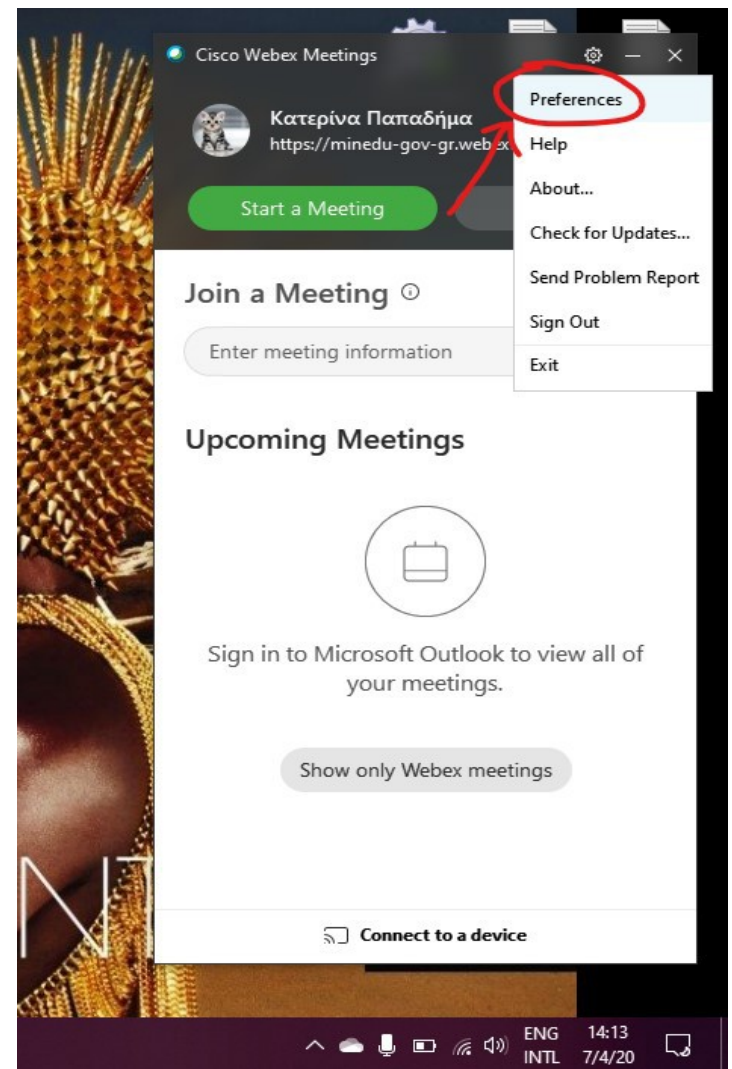 Cisco Webex Meetings
Κατερίνα Παπαδήμα
https://minedu-gov-gr.webex
Start a Meeting
Preferences
Help
About...
Check for Updates...
Send Problem Report
Sign Out
Exit
Join a Meeting
Enter meeting information
Upcoming Meetings
Sign in to Microsoft Outlook to view all of
your meetings.
Show only Webex meetings
NT
Connect to a device
ENG
INTL
14:13
7/4/20